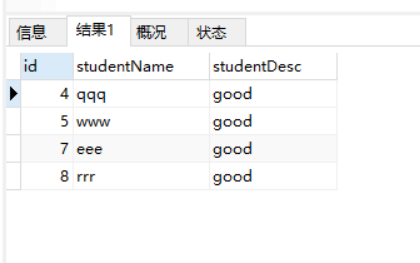 信息 结果1 概况 状态
id studentName studentDesc
4 qqq good
5 www good
7 eee good
8 rrr good